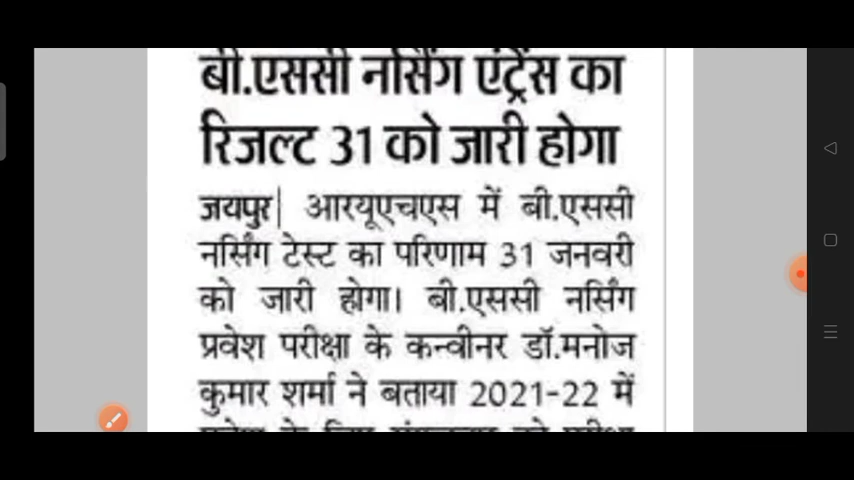 बी.एससी नर्सिंग एंट्रेंस का
रिजल्ट 31 को जारी होगा
जयपुर| आरयूएचएस में बी.एससी
नर्सिंग टेस्ट का परिणाम 31 जनवरी
को जारी होगा। बी.एससी नर्सिंग
प्रवेश परीक्षा के कन्वीनर डॉ.मनोज
कुमार शर्मा ने बताया 2021-22 में